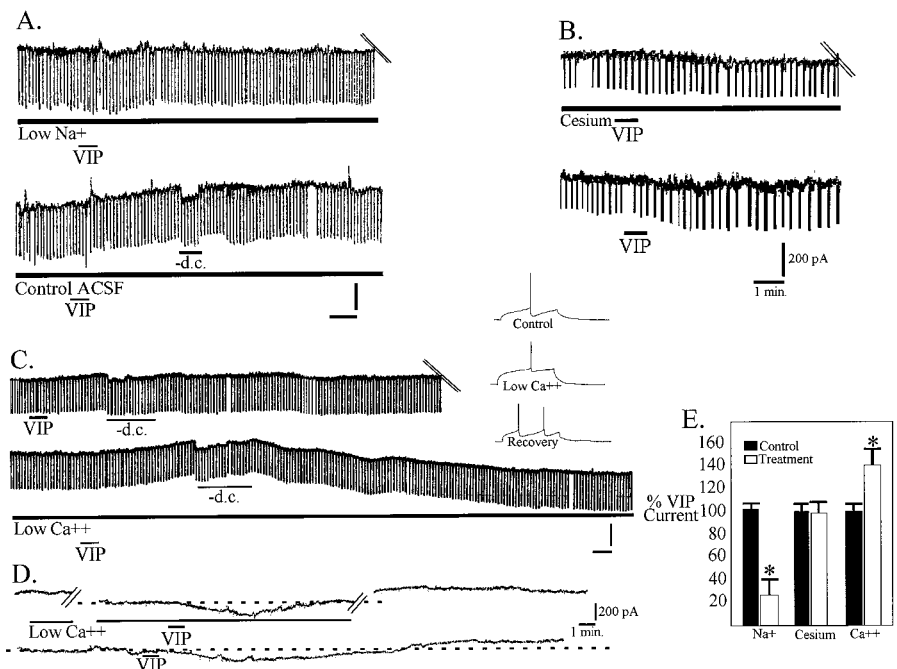 A.
Low Na+
VIP
-d.c.
Control ACSF
VIP
B.
Cesium
VIP
VIP
200 pA
1 min.
C.
VIP
-d.c.
-d.c.
Low Ca++
VIP
Control
Low Ca++
Recovery
D.
Low Ca++
VIP
VIP
200 pA
1 min.
E.
Control
Treatment
% VIP
Current
160
140
120
100
80
60
40
20
*
*
Na+ Cesium Ca++